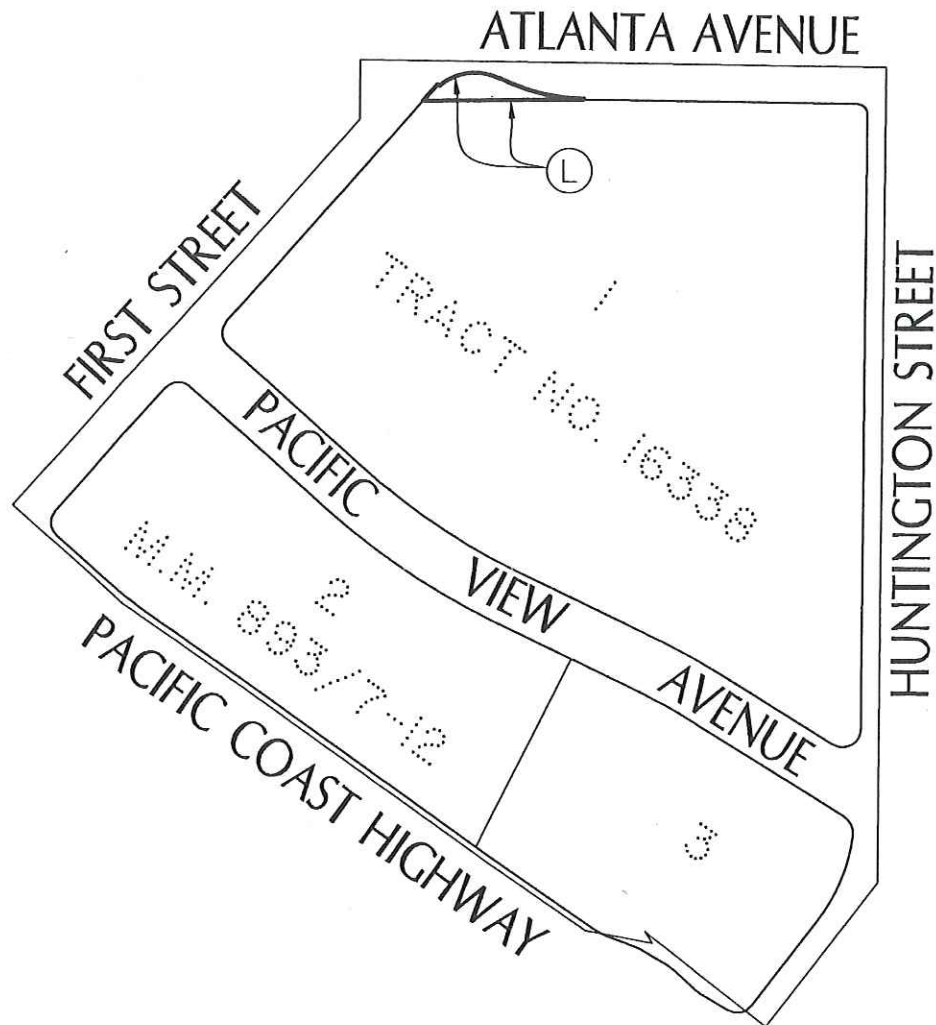 ATLANTA AVENUE
L
FIRST STREET
1
TRACT NO. 16338
HUNTINGTON STREET
PACIFIC VIEW AVENUE
2
M.M. 893/7-12
PACIFIC COAST HIGHWAY
3